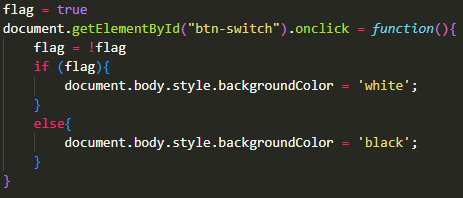 flag = true
document.getElementById("btn-switch").onclick = function(){
    flag = !flag
    if (flag){
        document.body.style.backgroundColor = 'white';
    }
    else{
        document.body.style.backgroundColor = 'black';
    }
}